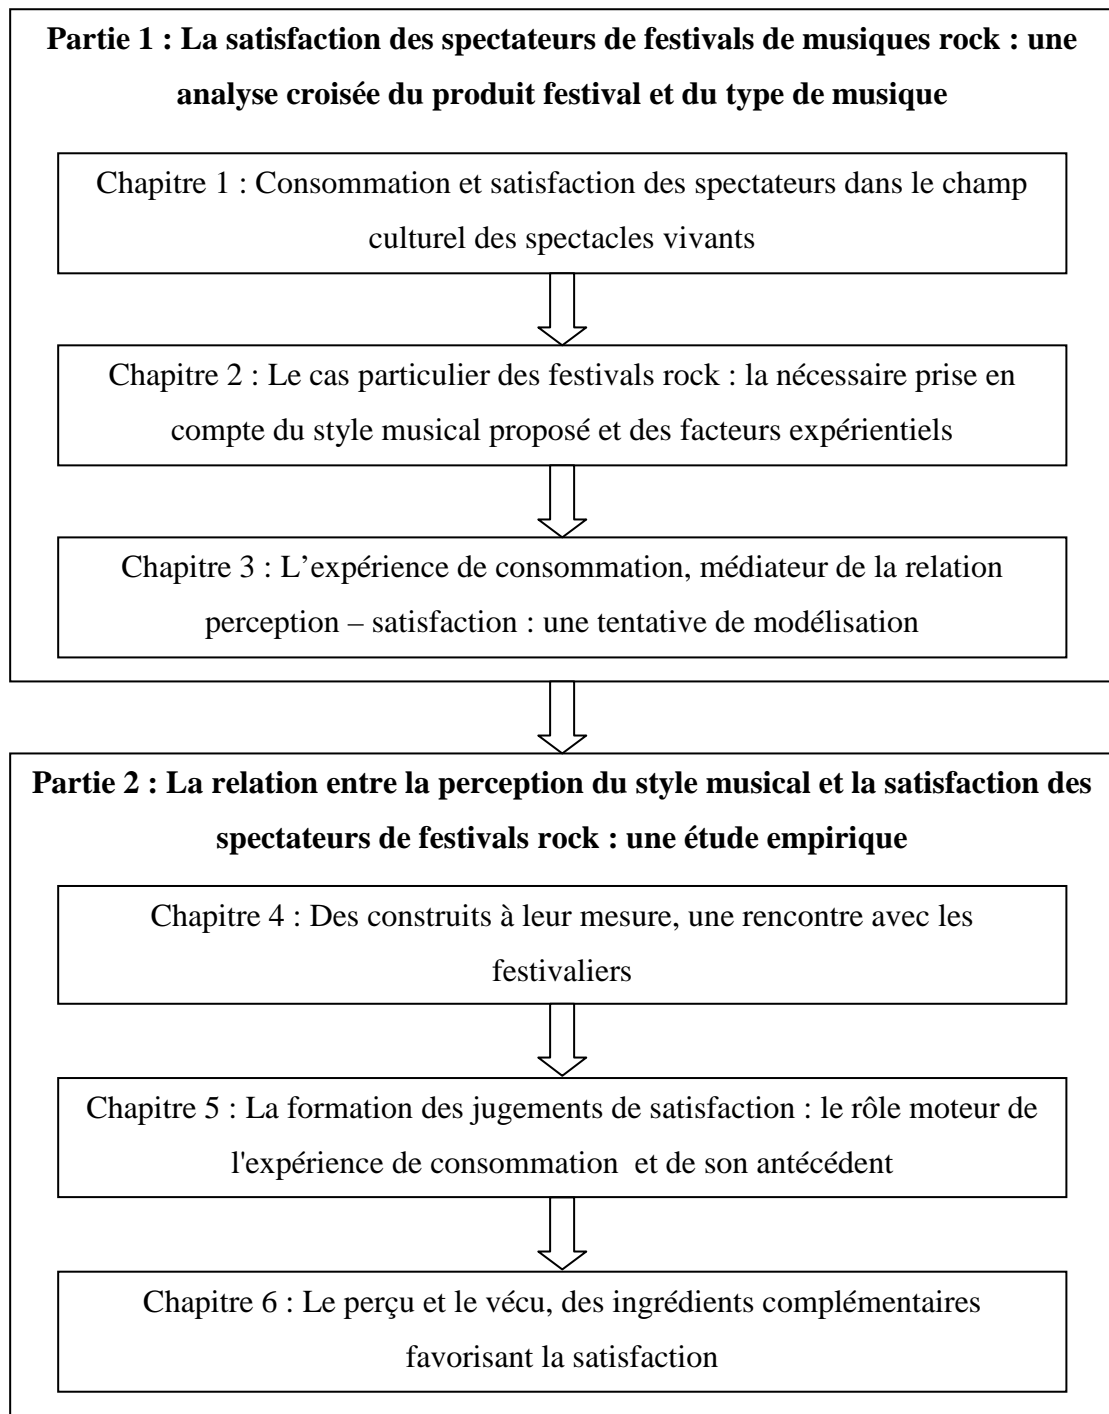 Partie 1 : La satisfaction des spectateurs de festivals de musiques rock : une
analyse croisée du produit festival et du type de musique
Chapitre 1 : Consommation et satisfaction des spectateurs dans le champ
culturel des spectacles vivants
Chapitre 2 : Le cas particulier des festivals rock : la nécessaire prise en
compte du style musical proposé et des facteurs expérientiels
Chapitre 3 : L’expérience de consommation, médiateur de la relation
perception – satisfaction : une tentative de modélisation
Partie 2 : La relation entre la perception du style musical et la satisfaction des
spectateurs de festivals rock : une étude empirique
Chapitre 4 : Des construits à leur mesure, une rencontre avec les
festivaliers
Chapitre 5 : La formation des jugements de satisfaction : le rôle moteur de
l'expérience de consommation  et de son antécédent
Chapitre 6 : Le perçu et le vécu, des ingrédients complémentaires
favorisant la satisfaction